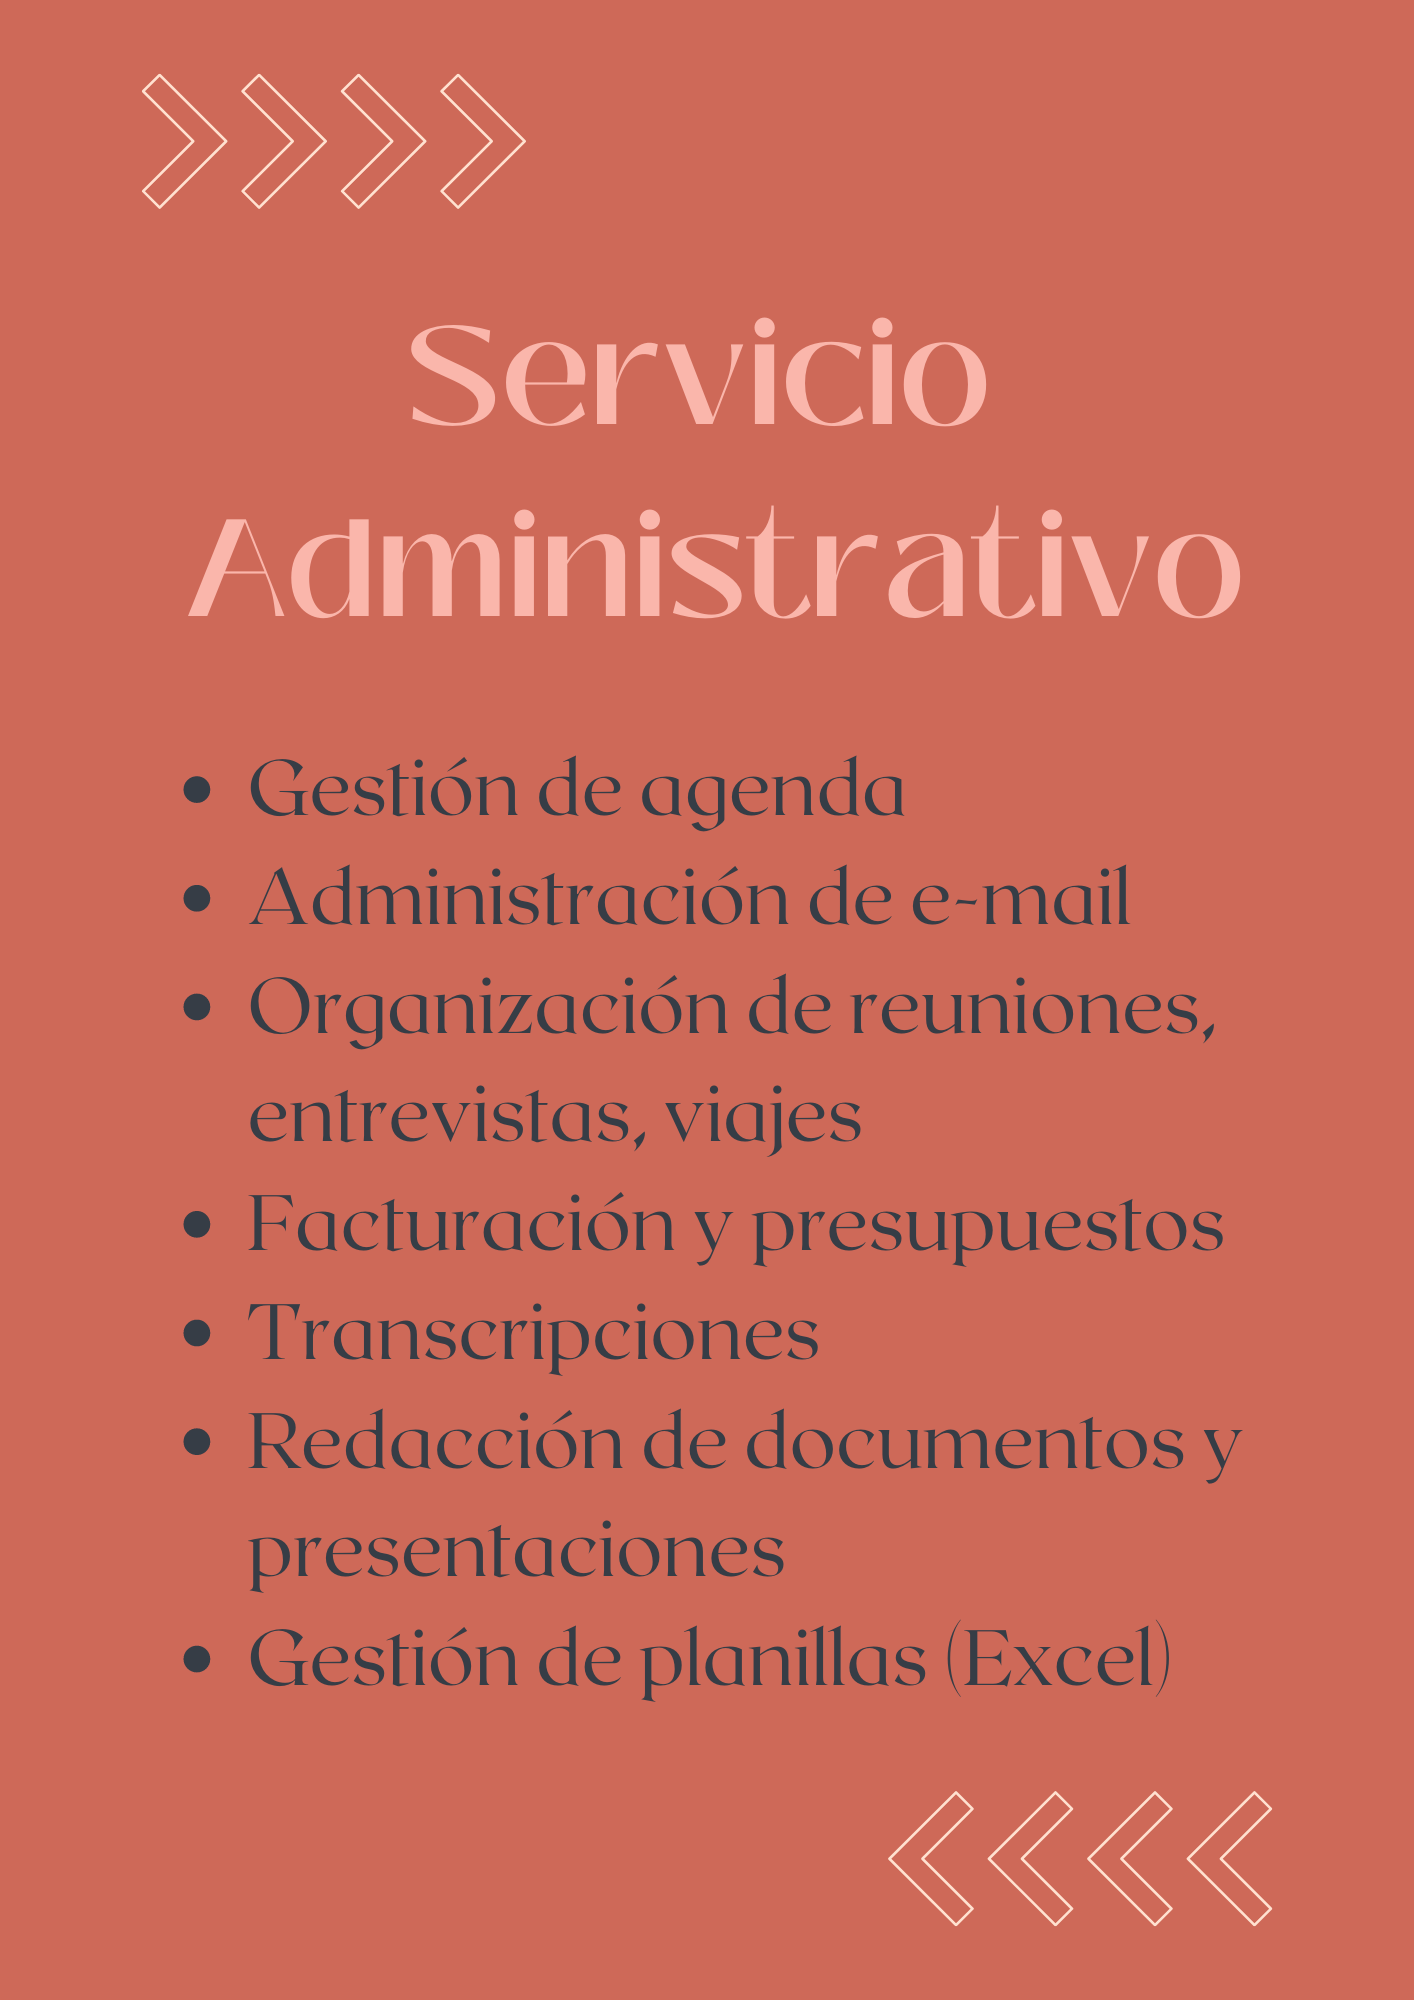 Servicio
Administrativo
• Gestión de agenda
• Administración de e-mail
• Organización de reuniones,
entrevistas, viajes
• Facturación y presupuestos
• Transcripciones
• Redacción de documentos y
presentaciones
• Gestión de planillas (Excel)